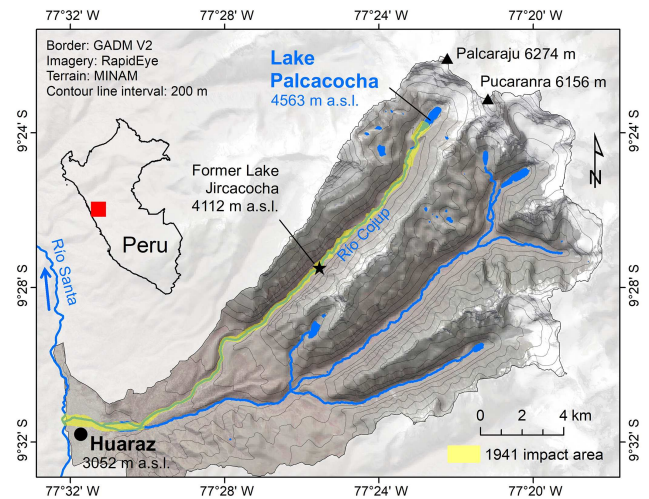 77°32' W 77°28' W 77°24' W 77°20' W
Border: GADM V2
Imagery: RapidEye
Terrain: MINAM
Contour line interval: 200 m
Lake
Palcacocha
4563 m a.s.l.
Palcaraju 6274 m
Pucaranra 6156 m
9°24' S 9°24' S
N
Former Lake
Jircacocha
4112 m a.s.l.
Peru
Río Cojup
Río Santa
9°28' S 9°28' S
0 2 4 km
9°32' S 9°32' S
Huaraz
3052 m a.s.l.
1941 impact area
77°32' W 77°28' W 77°24' W 77°20' W